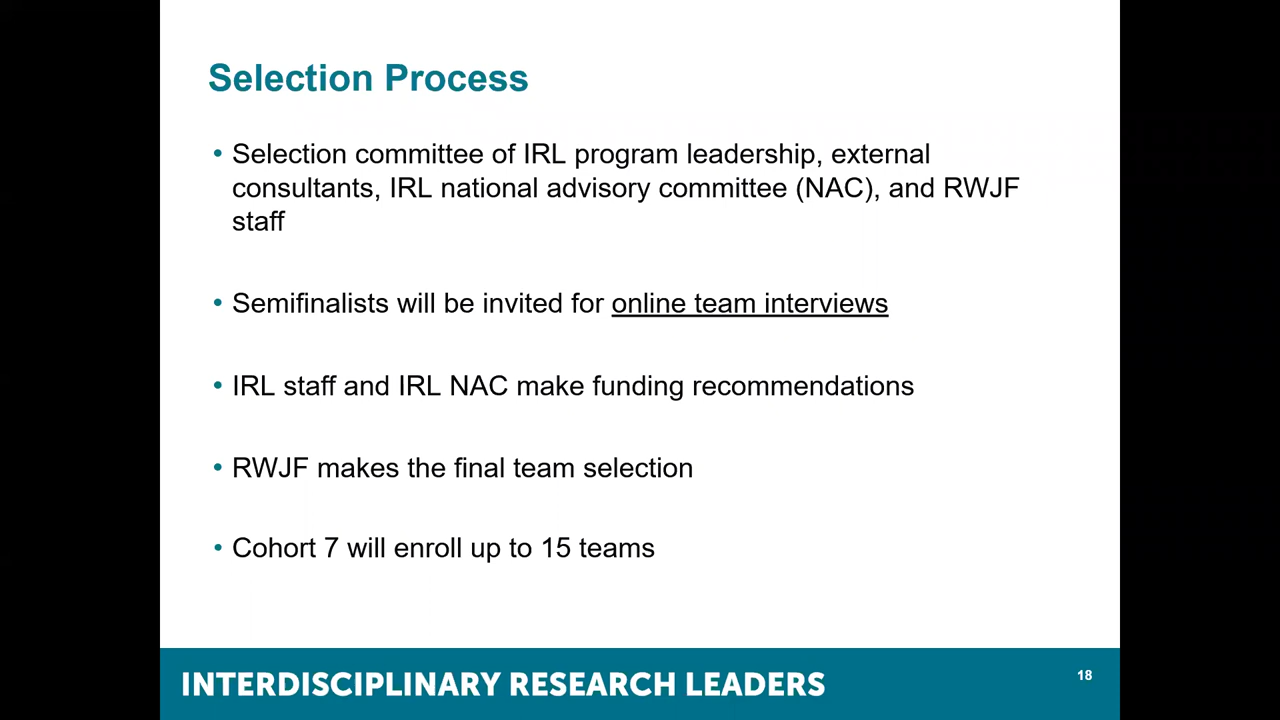 Selection Process
• Selection committee of IRL program leadership, external
consultants, IRL national advisory committee (NAC), and RWJF
staff
• Semifinalists will be invited for online team interviews
• IRL staff and IRL NAC make funding recommendations
• RWJF makes the final team selection
• Cohort 7 will enroll up to 15 teams
INTERDISCIPLINARY RESEARCH LEADERS
18